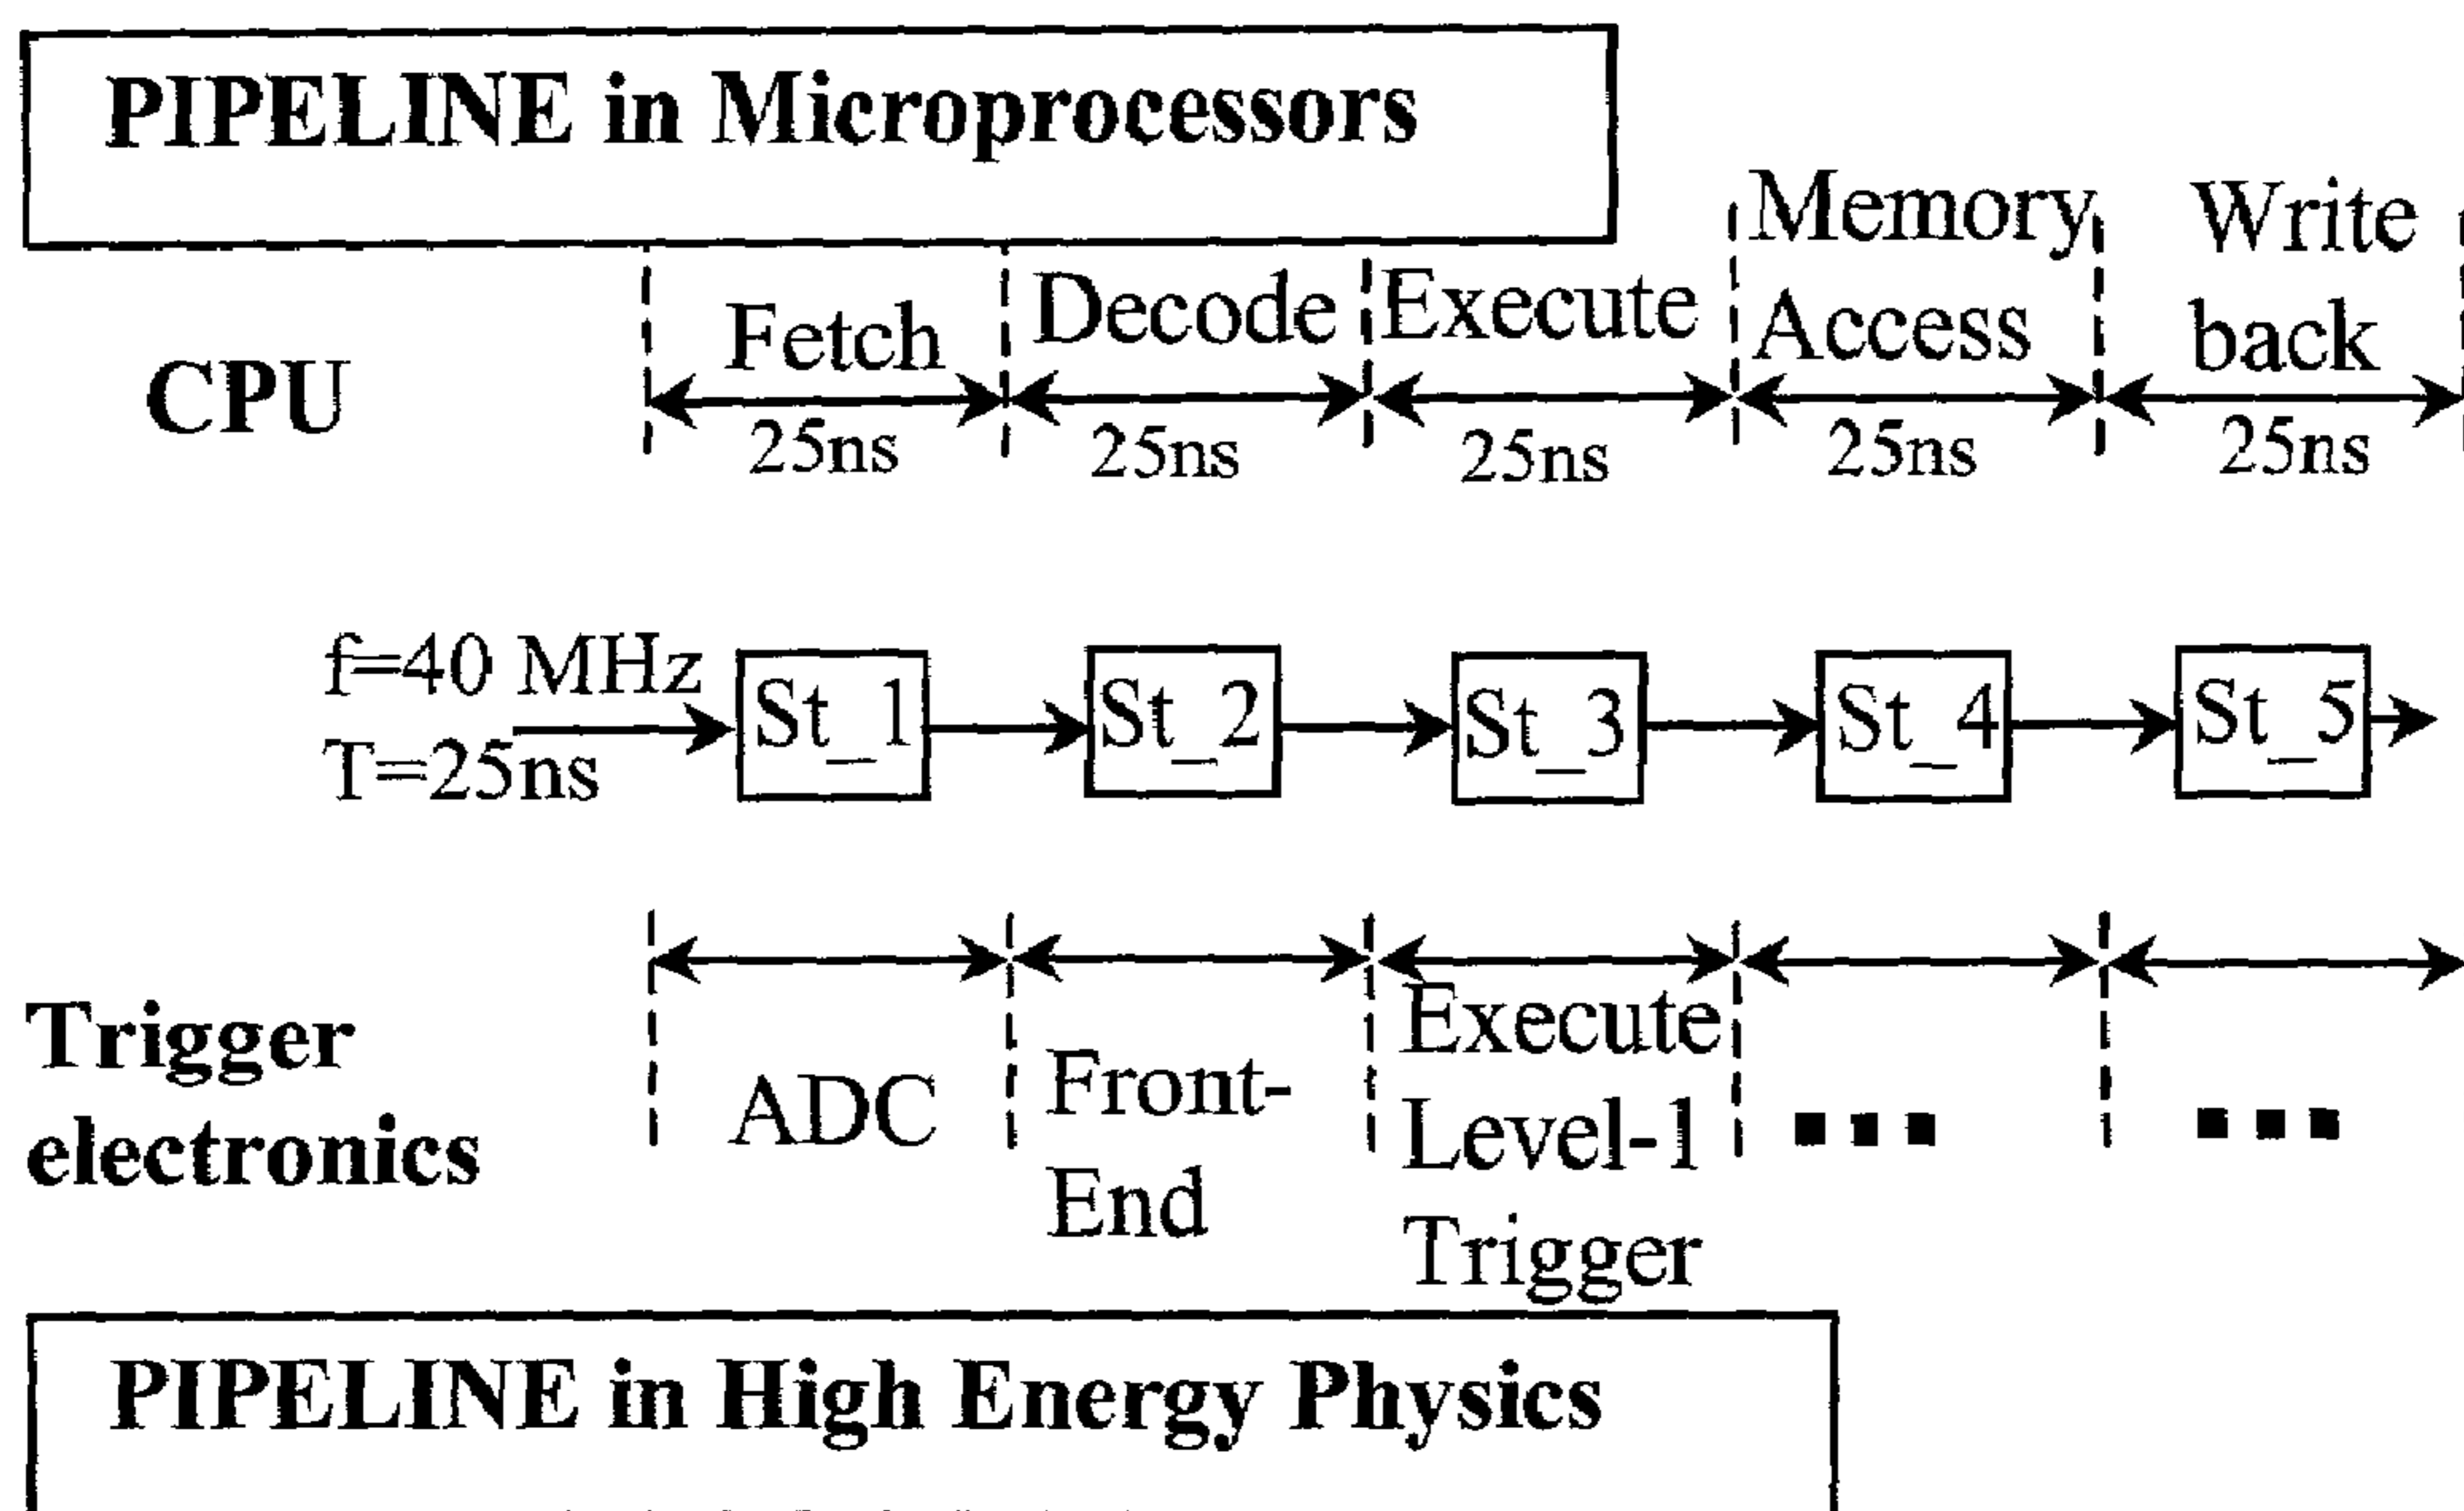 PIPELINE in Microprocessors
CPU
Fetch
25ns
Decode
25ns
Execute
25ns
Memory
Access
25ns
Write
back
25ns
f=40 MHz
T=25ns
St_1
St_2
St_3
St_4
St_5
Trigger
electronics
ADC
Front-
End
Execute
Level-1
Trigger
...
...
PIPELINE in High Energy Physics